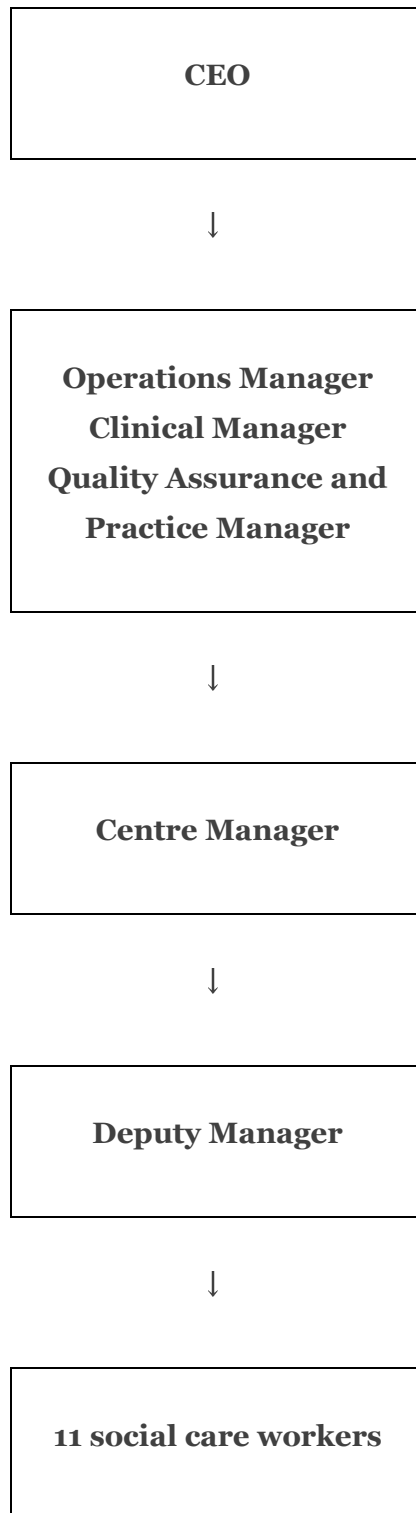 CEO
↓
Operations Manager
Clinical Manager
Quality Assurance and
Practice Manager
↓
Centre Manager
↓
Deputy Manager
↓
11 social care workers